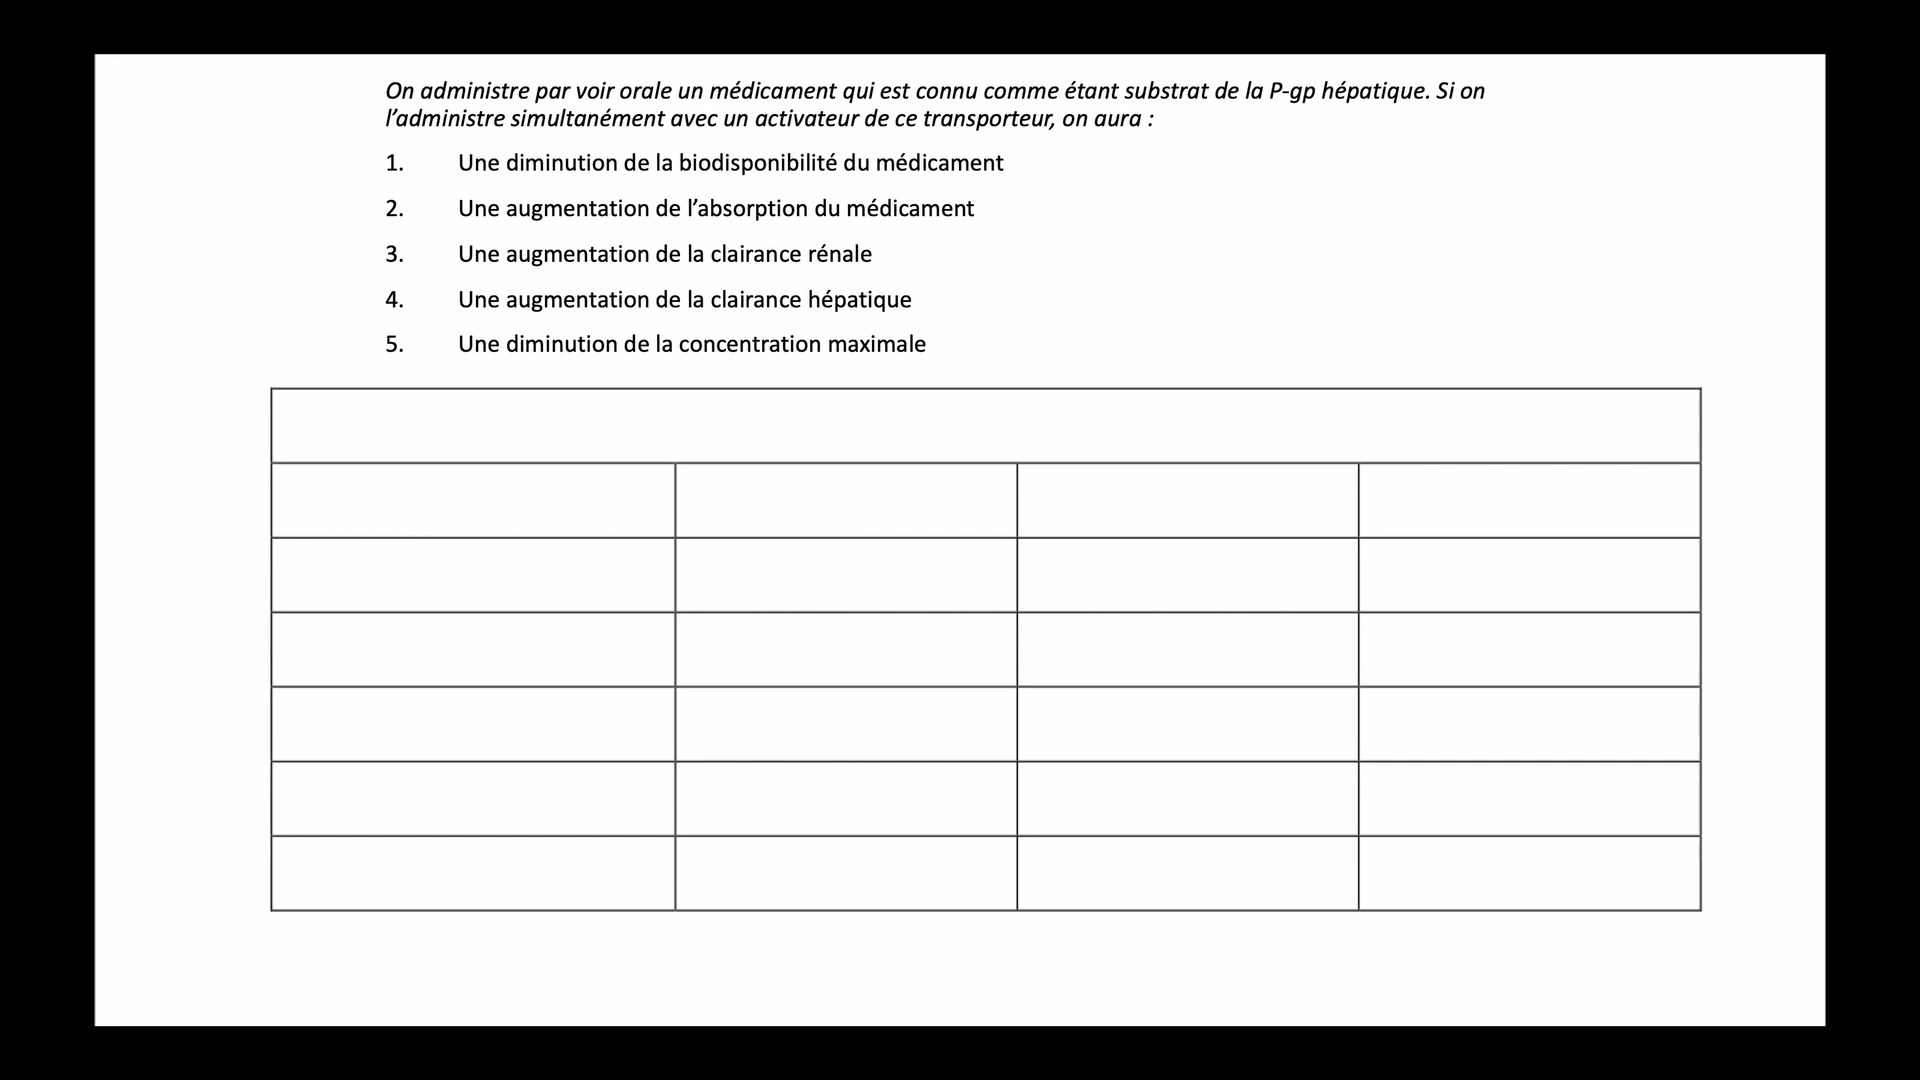 On administre par voir orale un médicament qui est connu comme étant substrat de la P-gp hépatique. Si on
l’administre simultanément avec un activateur de ce transporteur, on aura :
1. Une diminution de la biodisponibilité du médicament
2. Une augmentation de l’absorption du médicament
3. Une augmentation de la clairance rénale
4. Une augmentation de la clairance hépatique
5. Une diminution de la concentration maximale